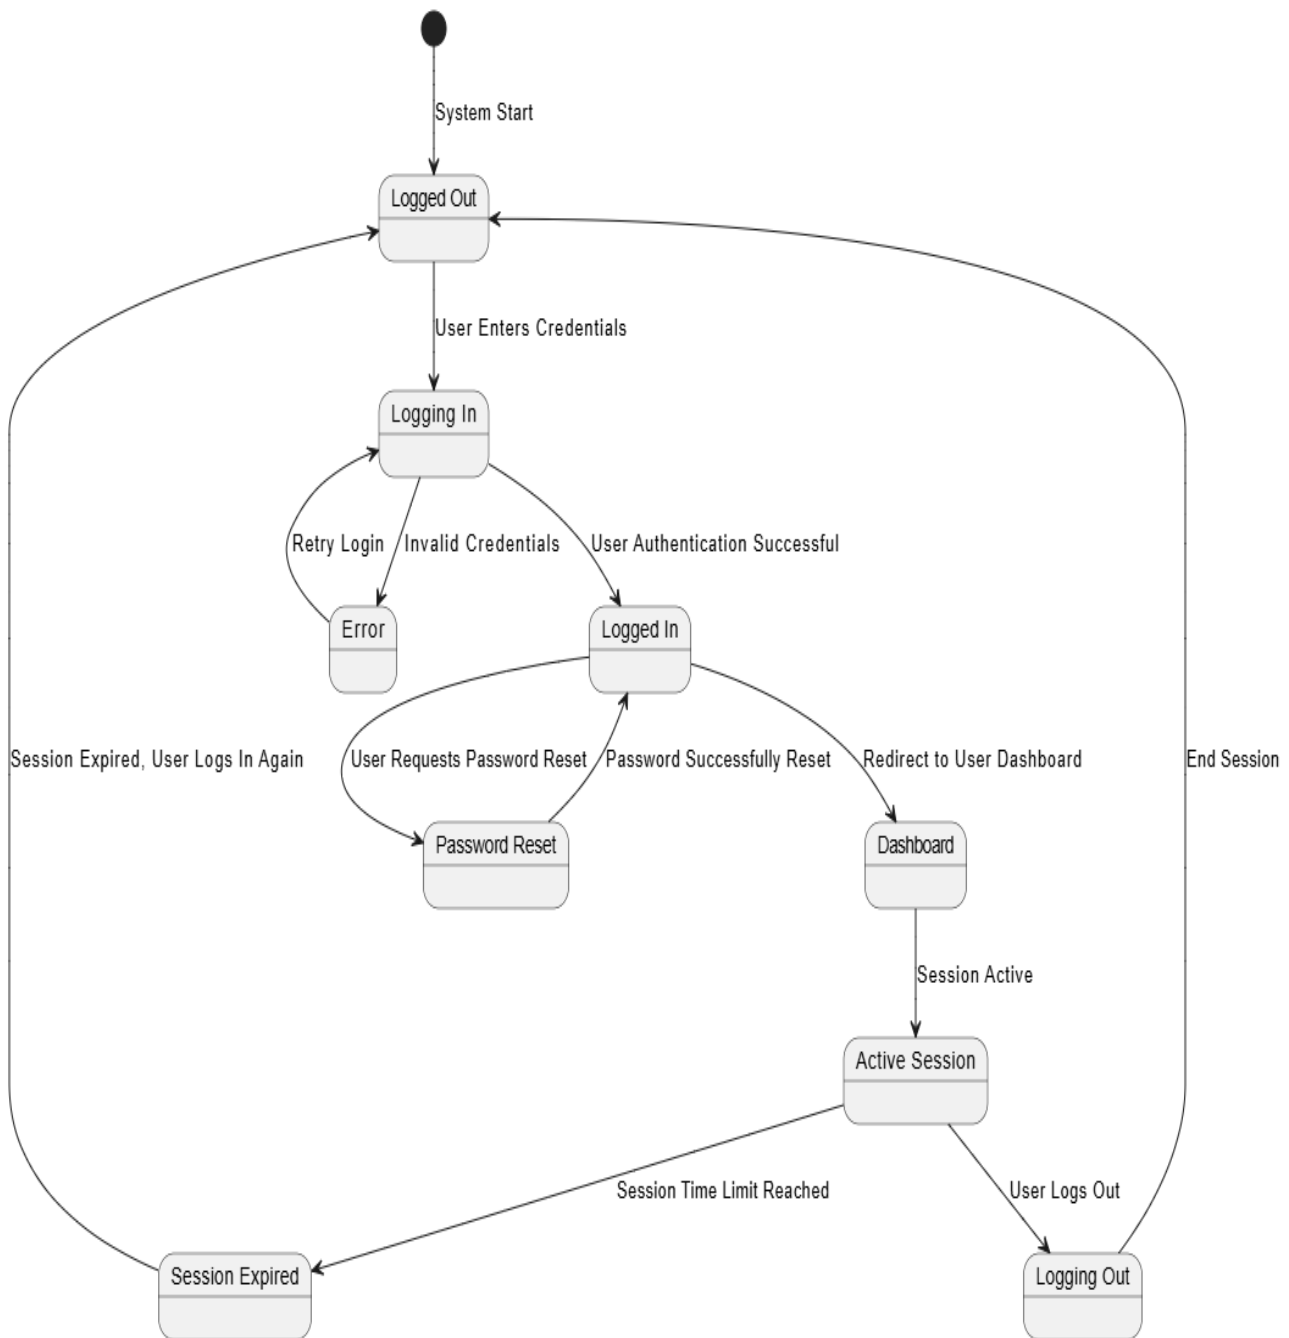 System Start
Logged Out
User Enters Credentials
Logging In
Retry Login
Invalid Credentials
User Authentication Successful
Error
Logged In
Session Expired, User Logs In Again
User Requests Password Reset
Password Successfully Reset
Redirect to User Dashboard
End Session
Password Reset
Dashboard
Session Active
Active Session
Session Time Limit Reached
User Logs Out
Session Expired
Logging Out